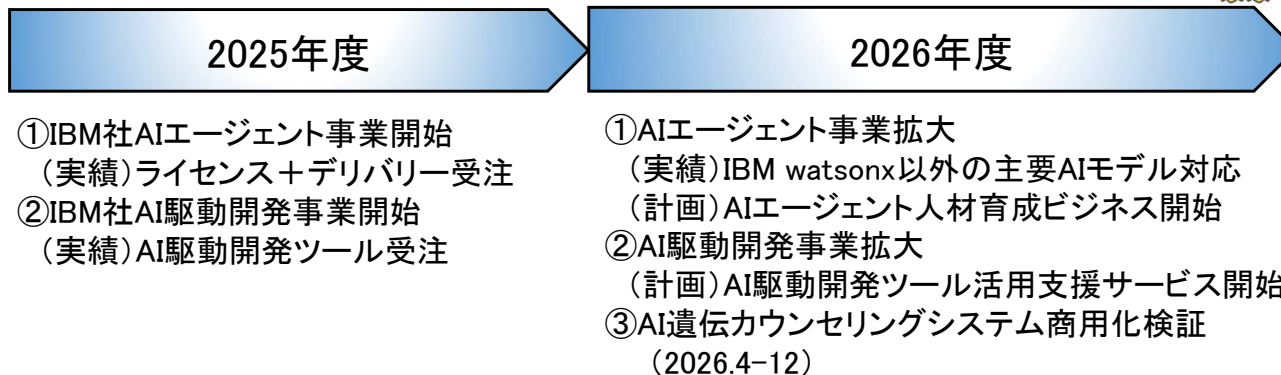 2025年度
①IBM社AIエージェント事業開始
（実績）ライセンス＋デリバリー受注
②IBM社AI駆動開発事業開始
（実績）AI駆動開発ツール受注
2026年度
①AIエージェント事業拡大
（実績）IBM watsonx以外の主要AIモデル対応
（計画）AIエージェント人材育成ビジネス開始
②AI駆動開発事業拡大
（計画）AI駆動開発ツール活用支援サービス開始
③AI遺伝カウンセリングシステム商用化検証
（2026.4-12）